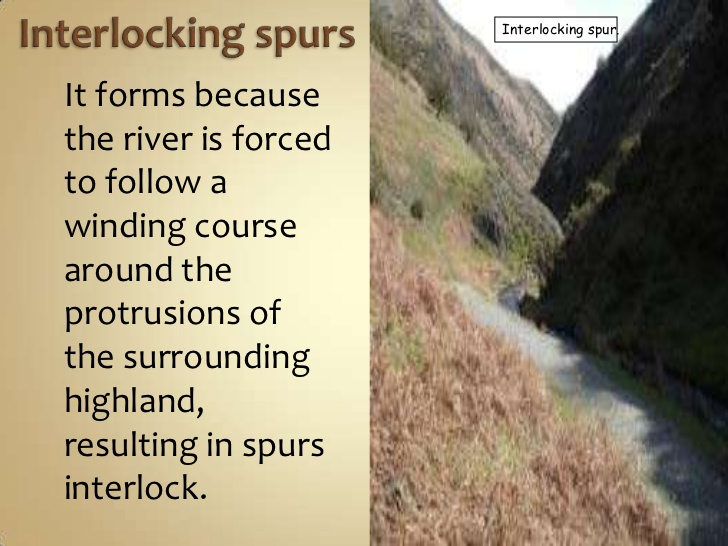 Interlocking spurs
Interlocking spur.
It forms because
the river is forced
to follow a
winding course
around the
protrusions of
the surrounding
highland,
resulting in spurs
interlock.